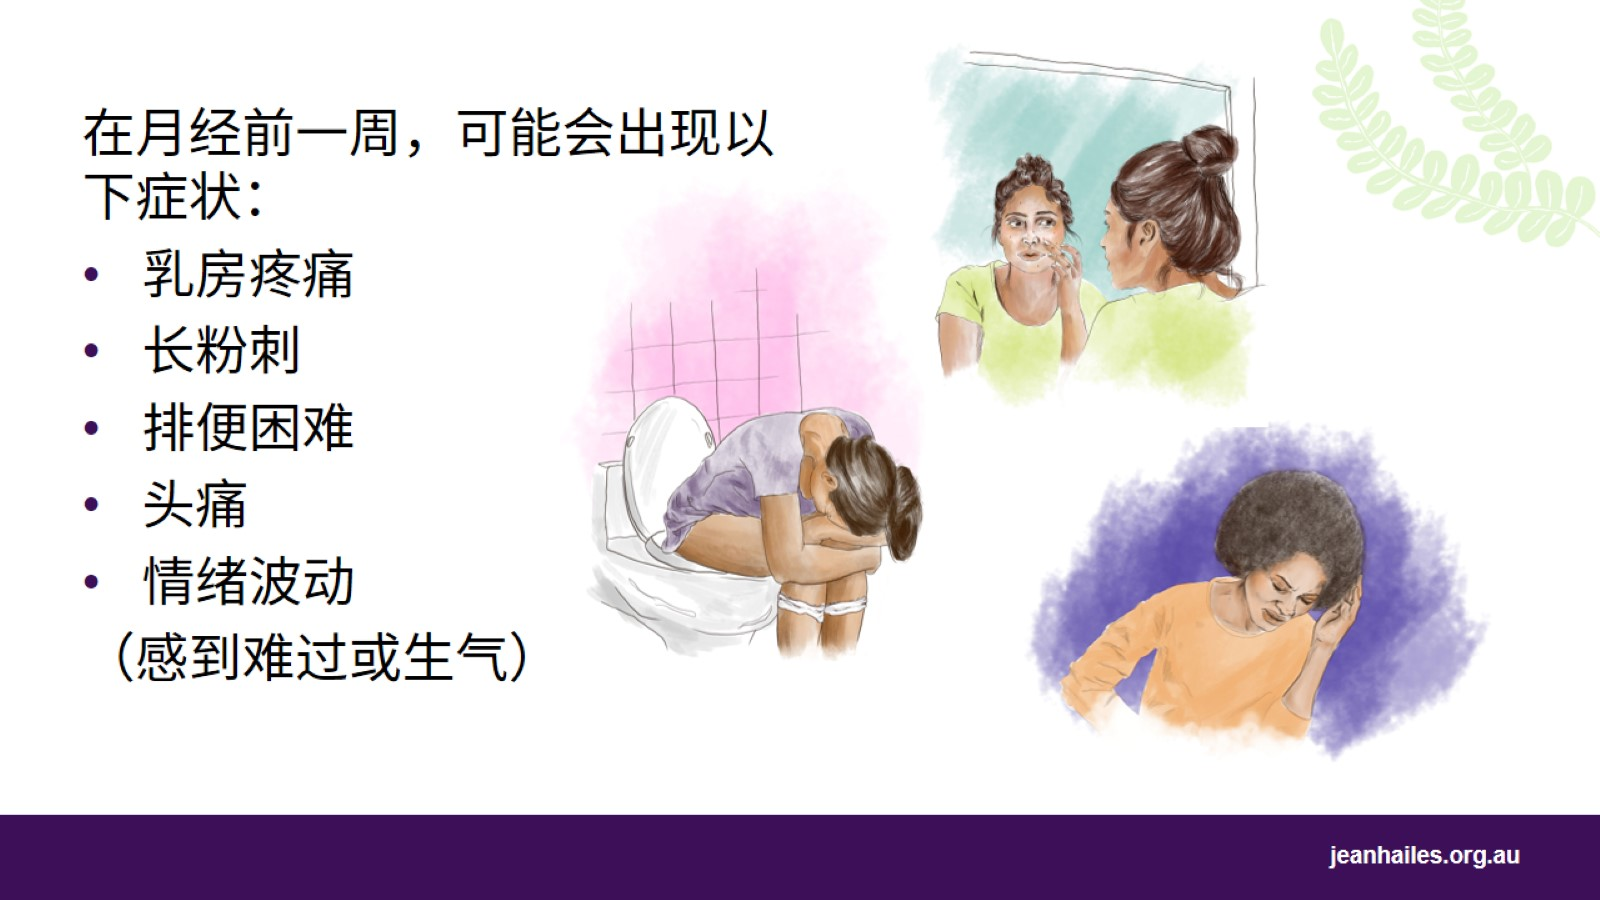 在月经前一周，可能会出现以
下症状：
• 乳房疼痛
• 长粉刺
• 排便困难
• 头痛
• 情绪波动
（感到难过或生气）
jeanhailes.org.au